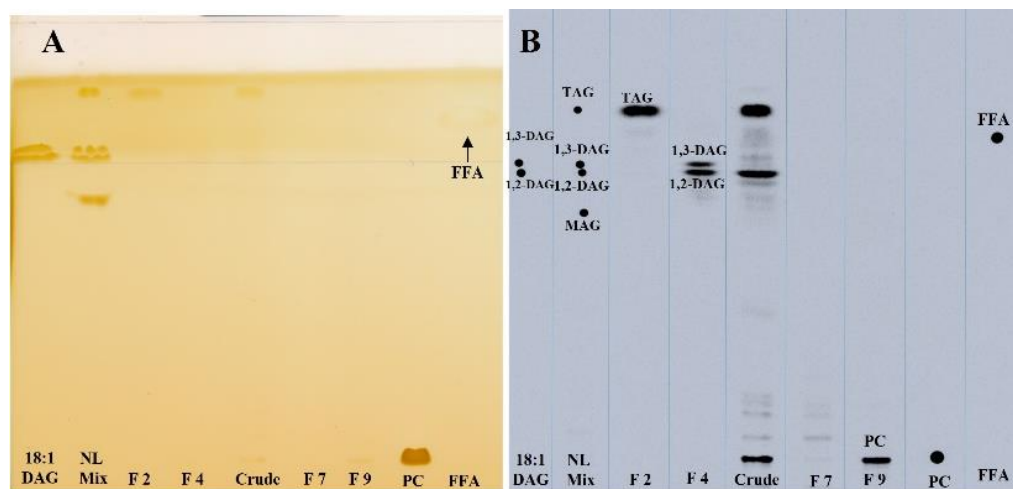 A
FFA
18:1
DAG
NL
Mix
F 2
F 4
Crude
F 7
F 9
PC
FFA
B
TAG
TAG
FFA
1,3-DAG
1,3-DAG
1,3-DAG
1,2-DAG
1,2-DAG
1,2-DAG
MAG
PC
18:1
DAG
NL
Mix
F 2
F 4
Crude
F 7
F 9
PC
FFA